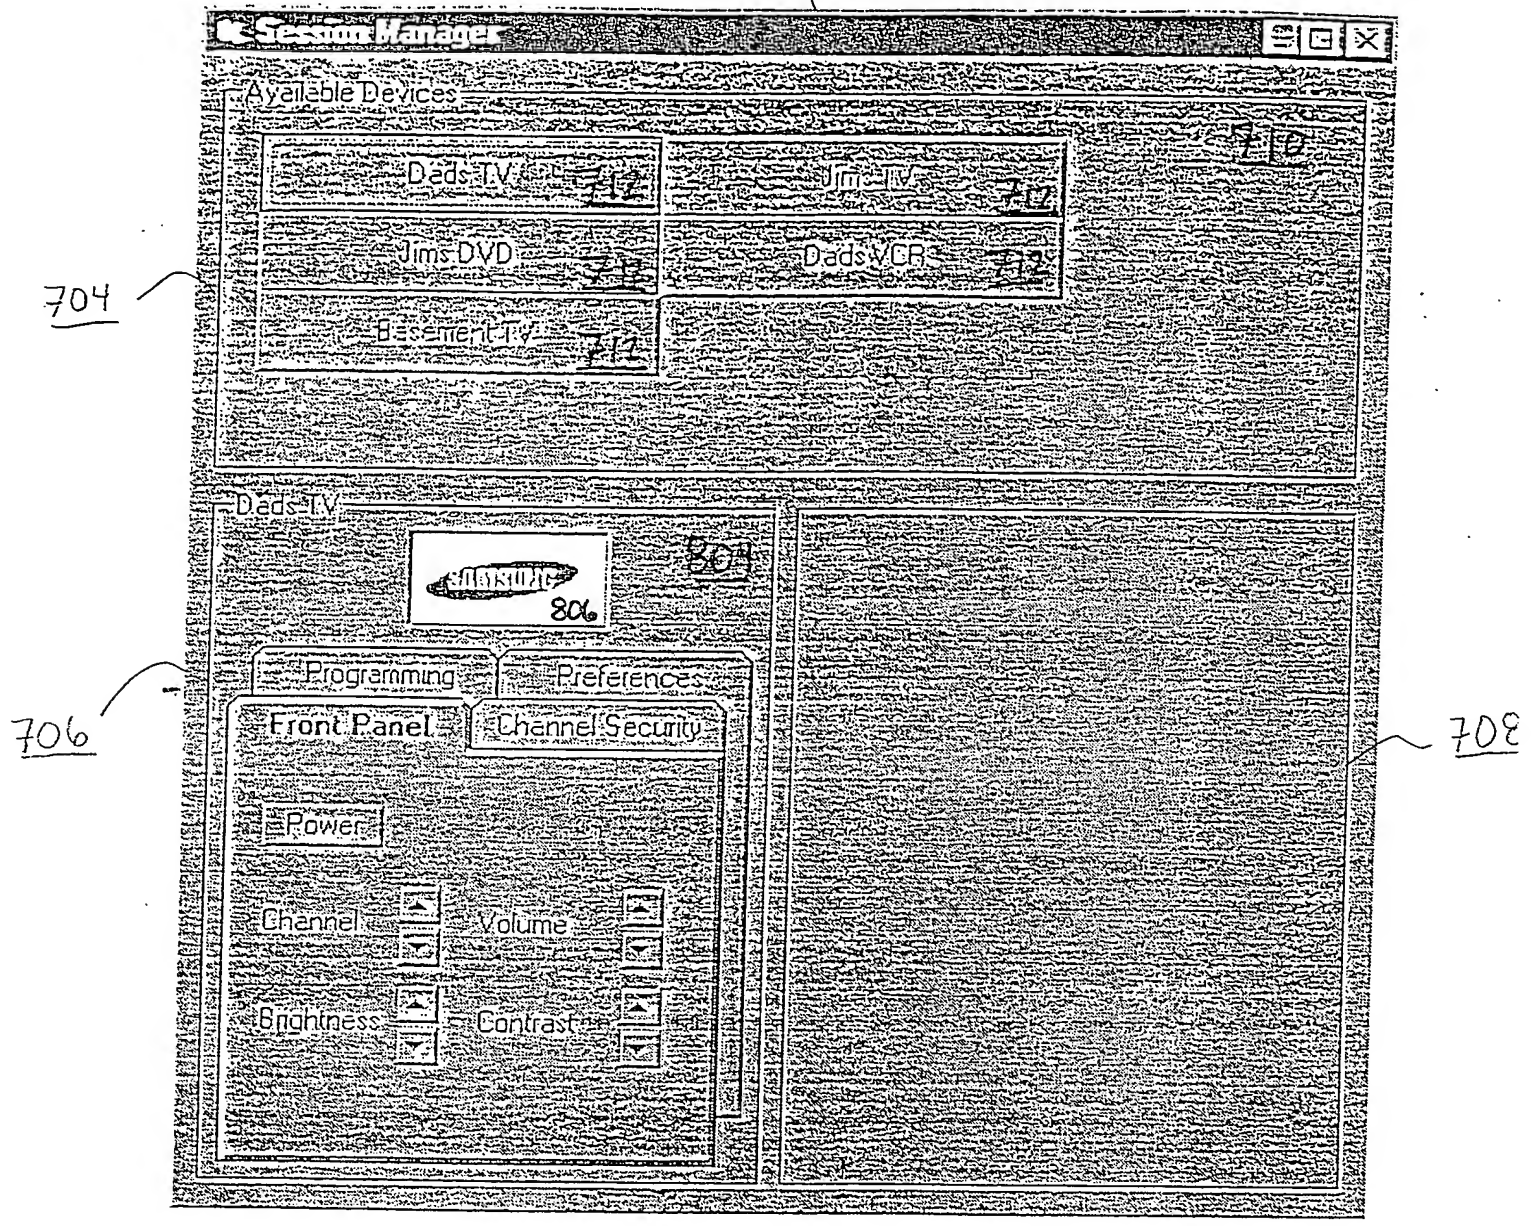 Session Manager
Available Devices
710
Dads TV 712
Jims TV 712
Jims DVD 712
Dads VCR 712
704
Basement TV 712
Dads TV
804
SAMSUNG
806
Programming
Preferences
706
Front Panel
Channel Security
708
Power
Channel
Volume
Brightness
Contrast